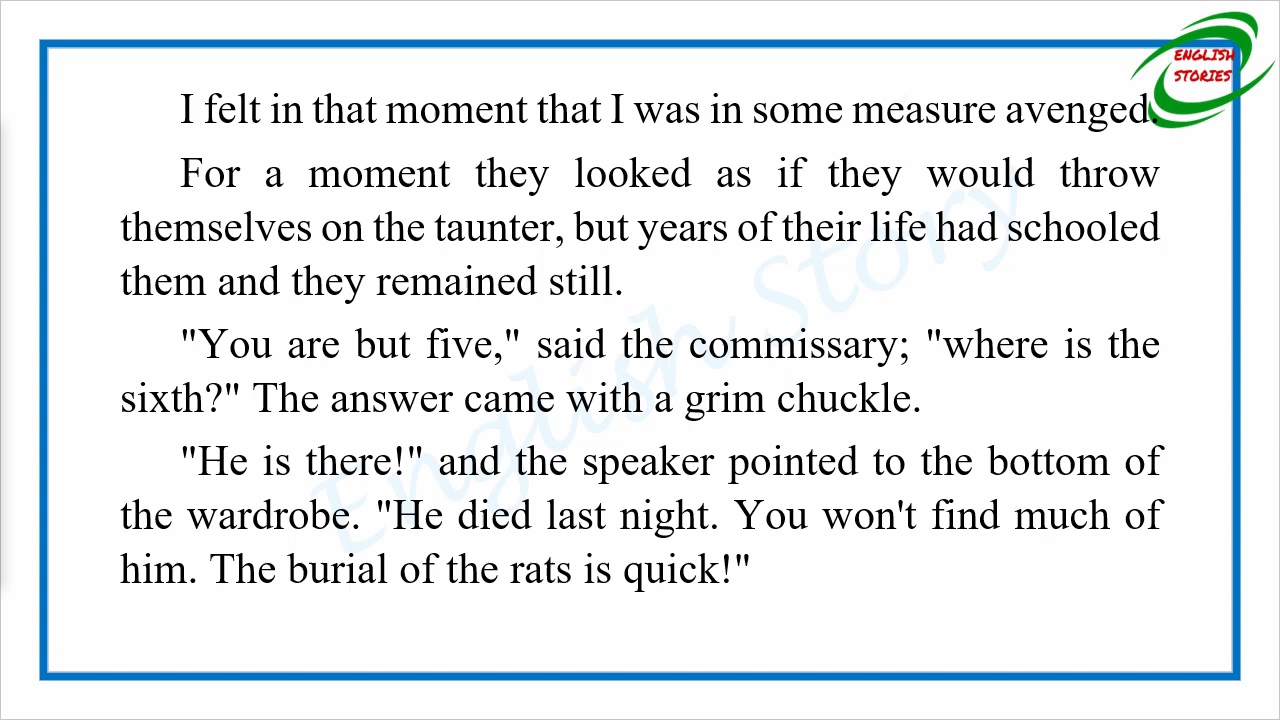 ENGLISH
STORIES
I felt in that moment that I was in some measure avenged.
For a moment they looked as if they would throw
themselves on the taunter, but years of their life had schooled
them and they remained still.
"You are but five," said the commissary; "where is the
sixth?" The answer came with a grim chuckle.
"He is there!" and the speaker pointed to the bottom of
the wardrobe. "He died last night. You won't find much of
him. The burial of the rats is quick!"
English Story